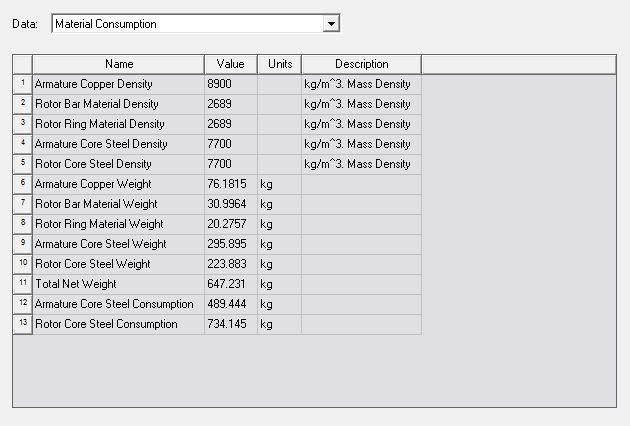 Data: Material Consumption
Name Value Units Description
1 Armature Copper Density 8900 kg/m^3. Mass Density
2 Rotor Bar Material Density 2689 kg/m^3. Mass Density
3 Rotor Ring Material Density 2689 kg/m^3. Mass Density
4 Armature Core Steel Density 7700 kg/m^3. Mass Density
5 Rotor Core Steel Density 7700 kg/m^3. Mass Density
6 Armature Copper Weight 76.1815 kg
7 Rotor Bar Material Weight 30.9964 kg
8 Rotor Ring Material Weight 20.2757 kg
9 Armature Core Steel Weight 295.895 kg
10 Rotor Core Steel Weight 223.883 kg
11 Total Net Weight 647.231 kg
12 Armature Core Steel Consumption 489.444 kg
13 Rotor Core Steel Consumption 734.145 kg